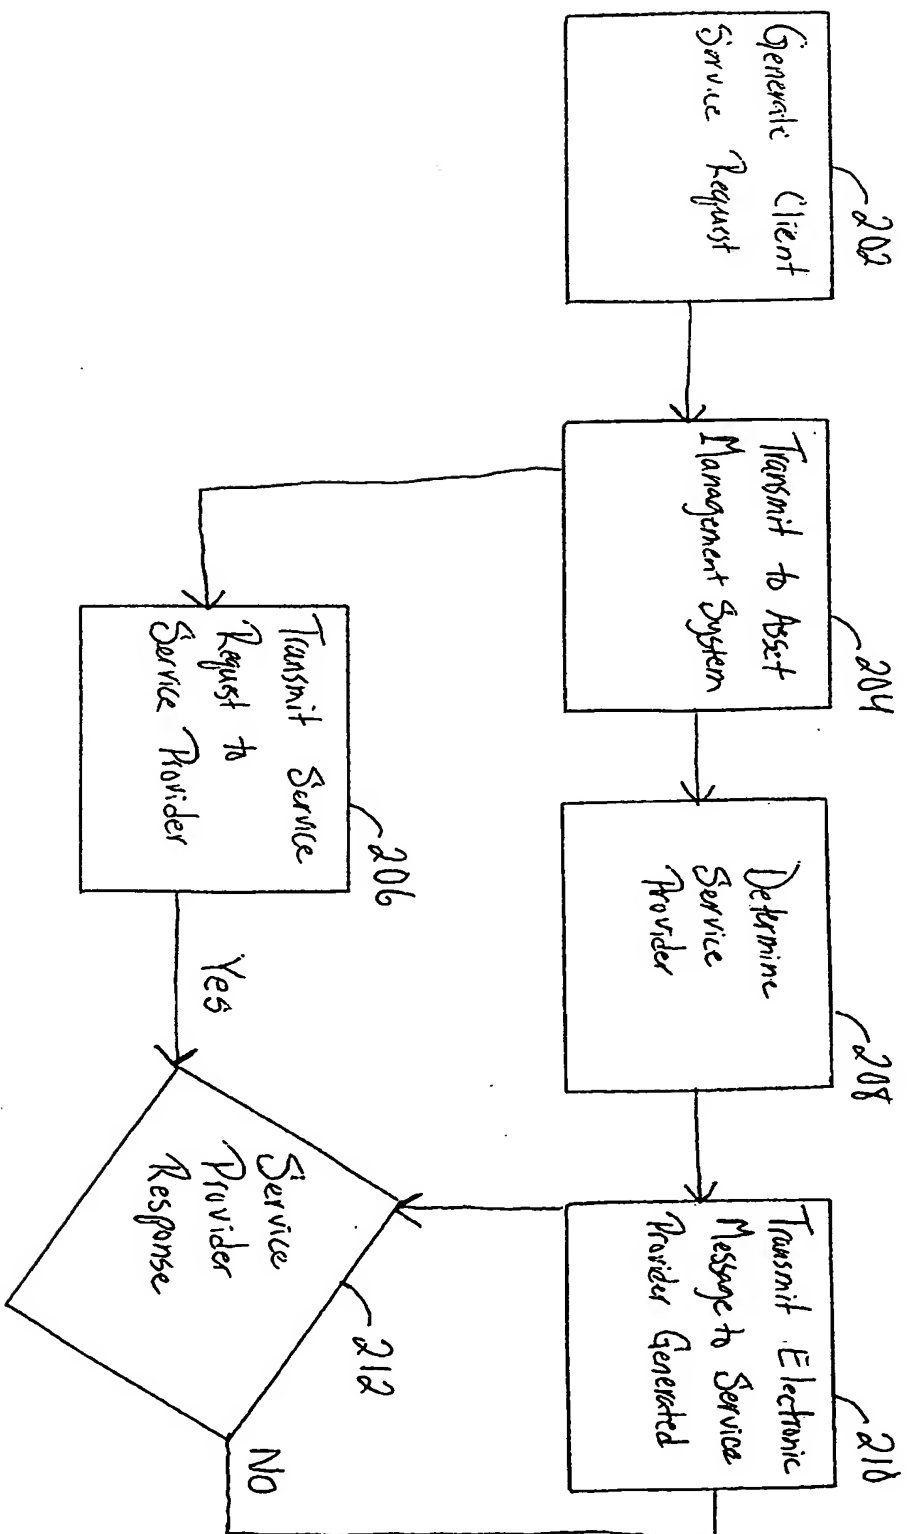 202
Generate Client
Service Request
204
Transmit to Asset
Management System
208
Determine
Service
Provider
210
Transmit Electronic
Message to Service
Provider Generated
206
Transmit Service
Request to
Service Provider
Yes
212
Service
Provider
Response
No